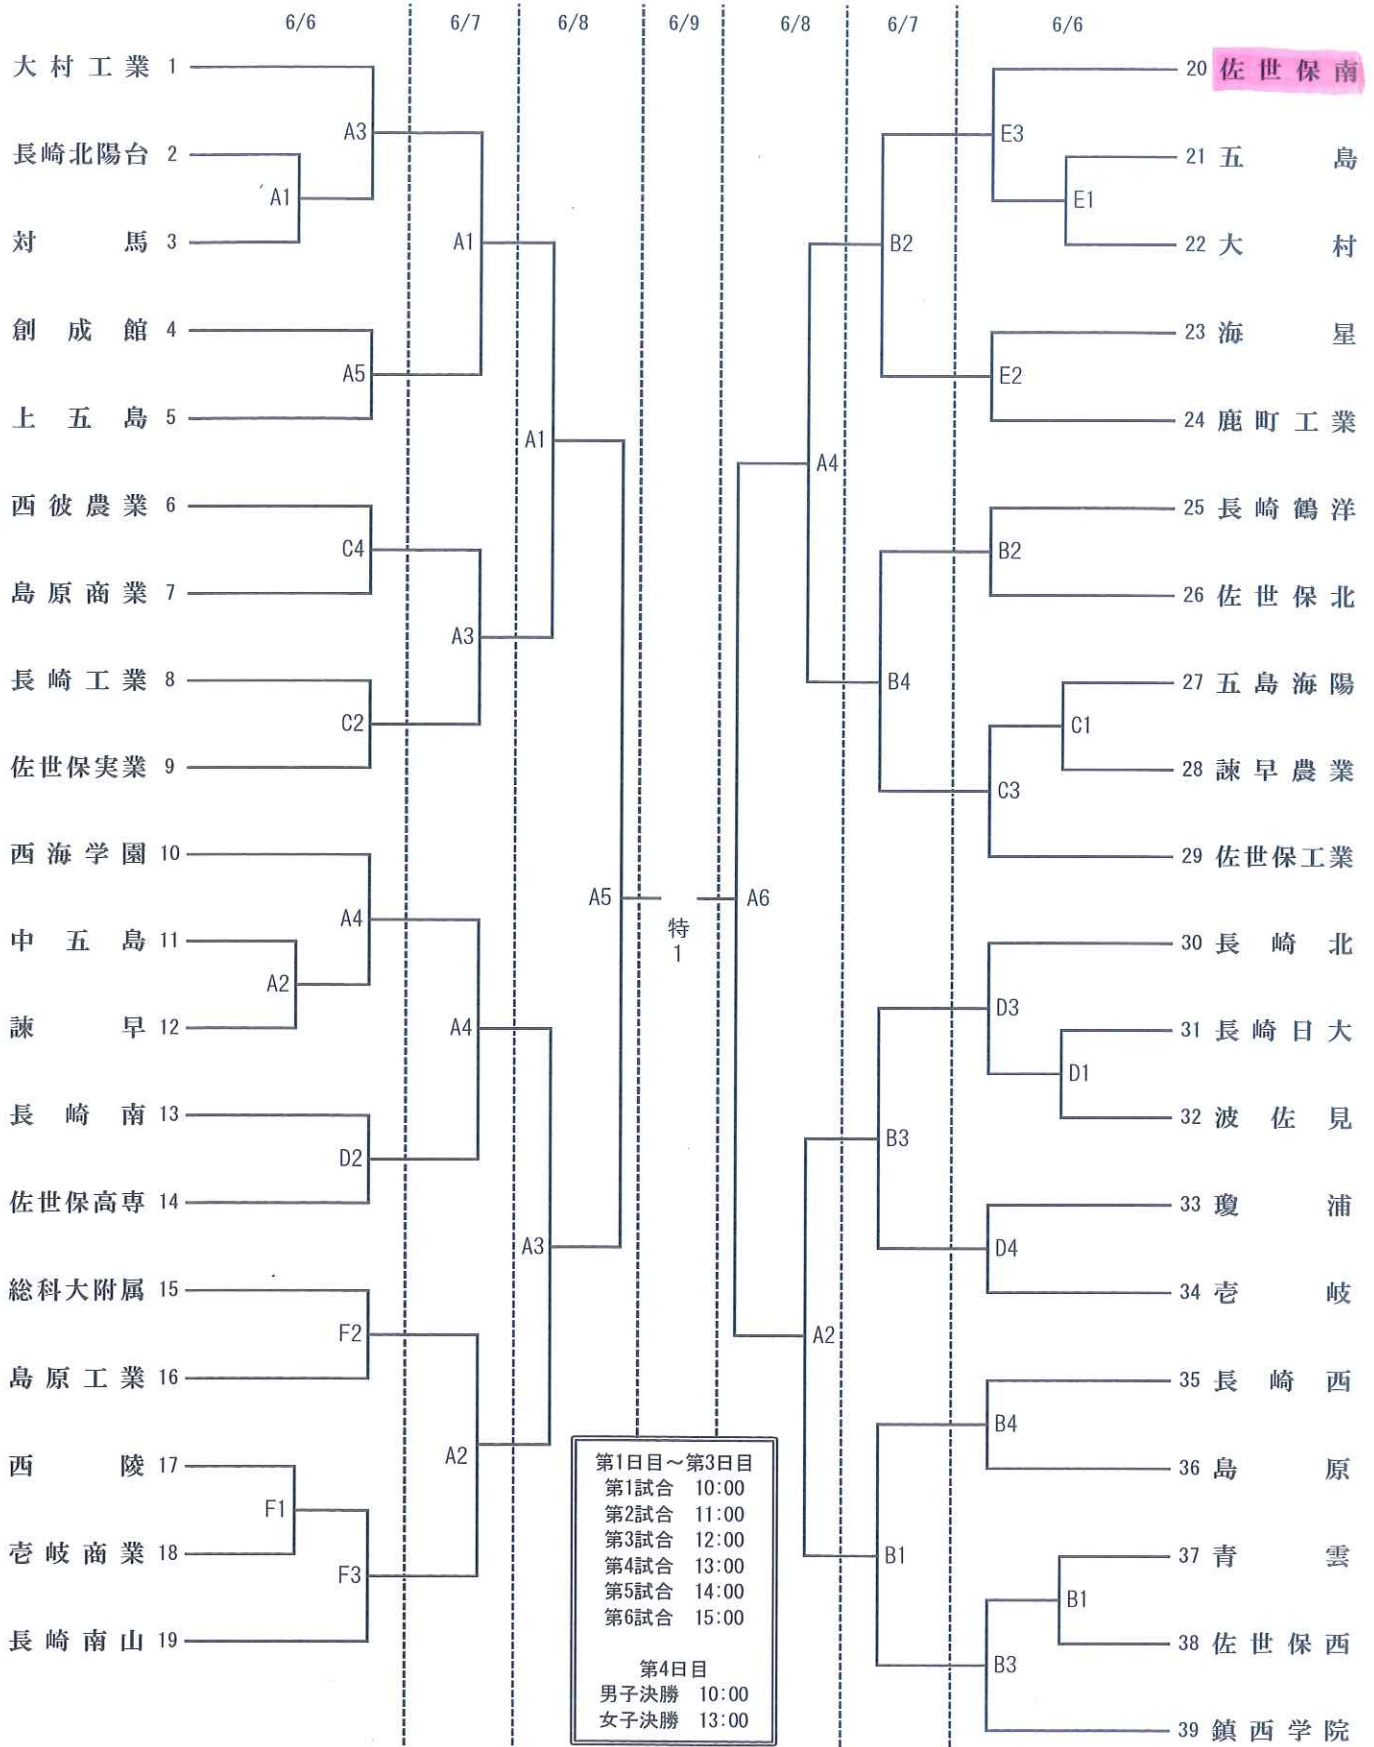 6/6 6/7 6/8 6/9 6/8 6/7 6/6
大村工業 1
長崎北陽台 2
対馬 3
創成館 4
上五島 5
西彼農業 6
島原商業 7
長崎工業 8
佐世保実業 9
西海学園 10
中五島 11
諫早 12
長崎南 13
佐世保高専 14
総科大附属 15
島原工業 16
西陵 17
壱岐商業 18
長崎南山 19
A3
A1
A5
C4
C2
A4
A2
D2
F2
F1
F3
A1
A3
A4
A2
A1
A3
A5
特
1
A6
A4
A2
B2
B4
B3
B1
E3
E1
E2
B2
C1
C3
D3
D1
D4
B4
B1
B3
20 佐世保南
21 五島
22 大村
23 海星
24 鹿町工業
25 長崎鶴洋
26 佐世保北
27 五島海陽
28 諫早農業
29 佐世保工業
30 長崎北
31 長崎日大
32 波佐見
33 瓊浦
34 壱岐
35 長崎西
36 島原
37 青雲
38 佐世保西
39 鎮西学院
第1日目～第3日目
第1試合 10:00
第2試合 11:00
第3試合 12:00
第4試合 13:00
第5試合 14:00
第6試合 15:00
第4日目
男子決勝 10:00
女子決勝 13:00